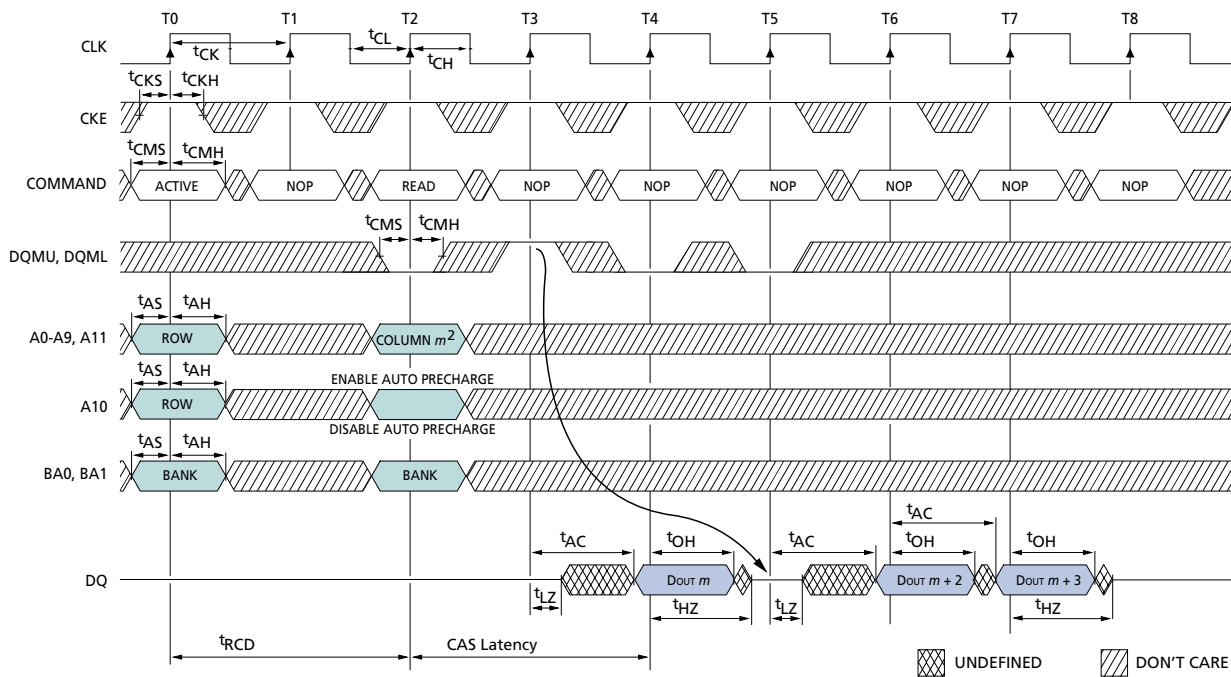 T0 T1 T2 T3 T4 T5 T6 T7 T8
CLK
tCK tCL tCH
tCKS tCKH
CKE
tCMS tCMH
COMMAND ACTIVE NOP READ NOP NOP NOP NOP NOP NOP
tCMS tCMH
DQMU, DQML
tAS tAH
A0-A9, A11 ROW COLUMN m2
tAS tAH ENABLE AUTO PRECHARGE
A10 ROW
DISABLE AUTO PRECHARGE
tAS tAH
BA0, BA1 BANK BANK
tAC
tAC tOH tAC tOH tOH
DQ DOUT m DOUT m + 2 DOUT m + 3
tLZ tHZ tLZ tHZ
tRCD CAS Latency
UNDEFINED DON'T CARE